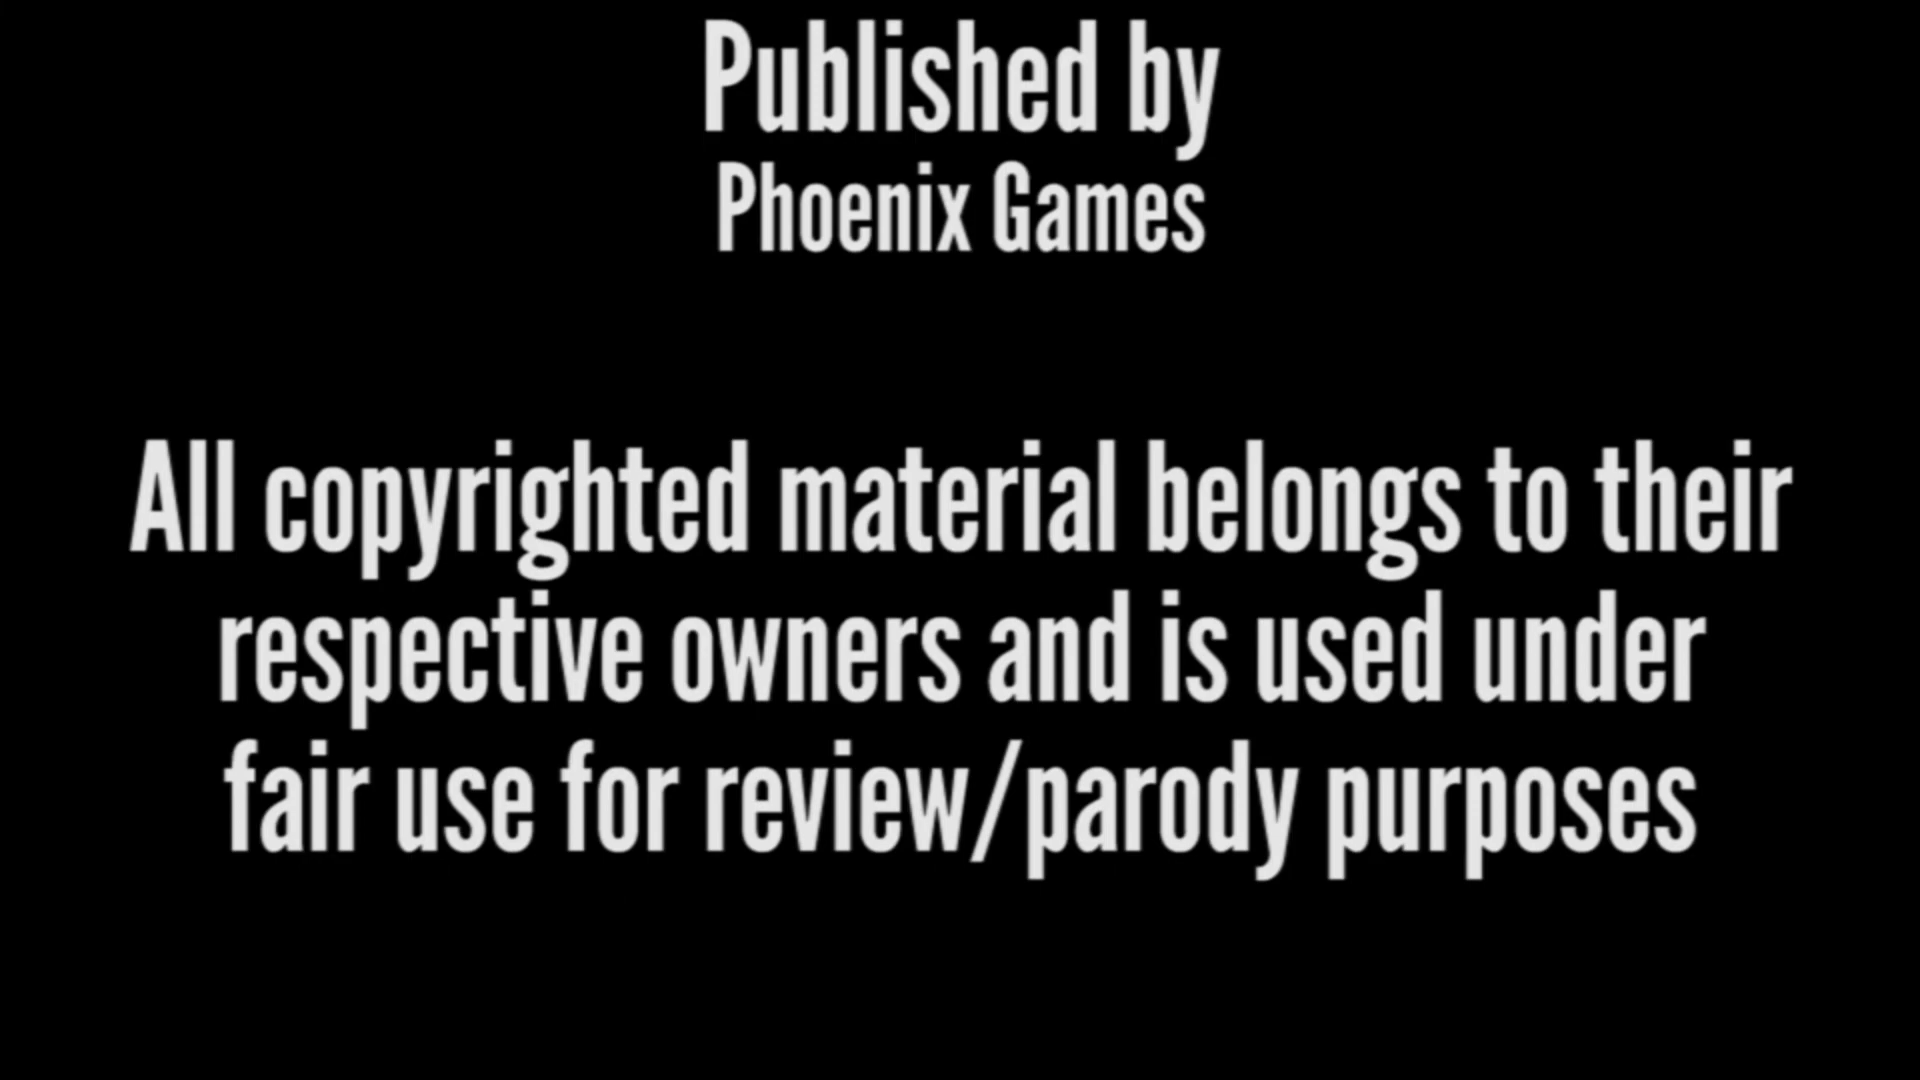 Published by
Phoenix Games
All copyrighted material belongs to their
respective owners and is used under
fair use for review/parody purposes